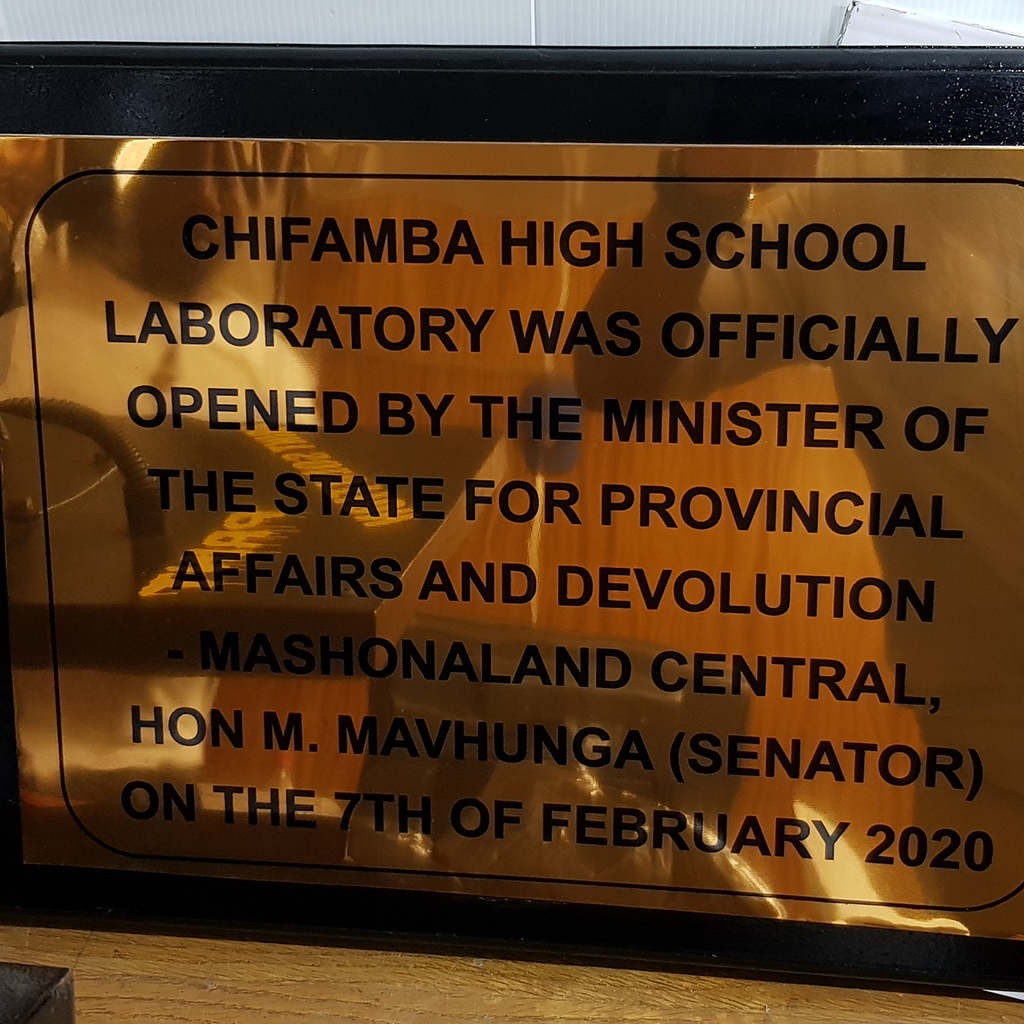 CHIFAMBA HIGH SCHOOL
LABORATORY WAS OFFICIALLY
OPENED BY THE MINISTER OF
THE STATE FOR PROVINCIAL
AFFAIRS AND DEVOLUTION
- MASHONALAND CENTRAL,
HON M. MAVHUNGA (SENATOR)
ON THE 7TH OF FEBRUARY 2020